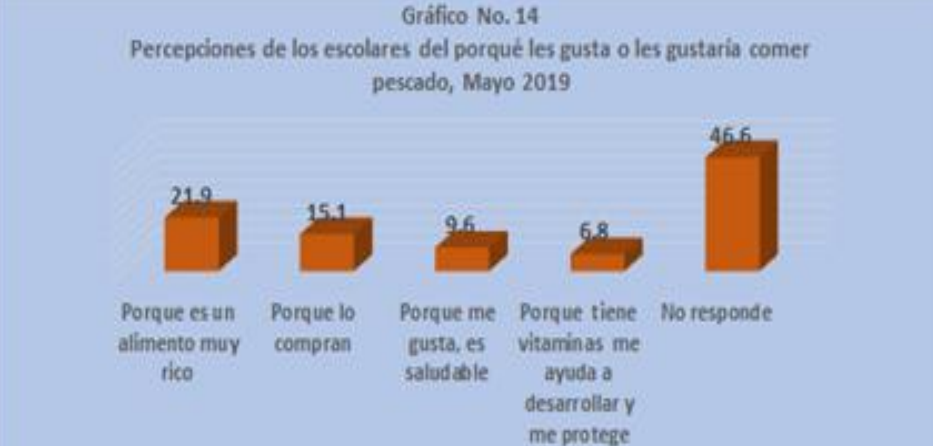 Gráfico No. 14
Percepciones de los escolares del porqué les gusta o les gustaría comer
pescado, Mayo 2019
21.9
15.1
9.6
6.8
46.6
Porque es un
alimento muy
rico
Porque lo
compran
Porque me
gusta, es
saludable
Porque tiene
vitaminas me
ayuda a
desarrollar y
me protege
No responde